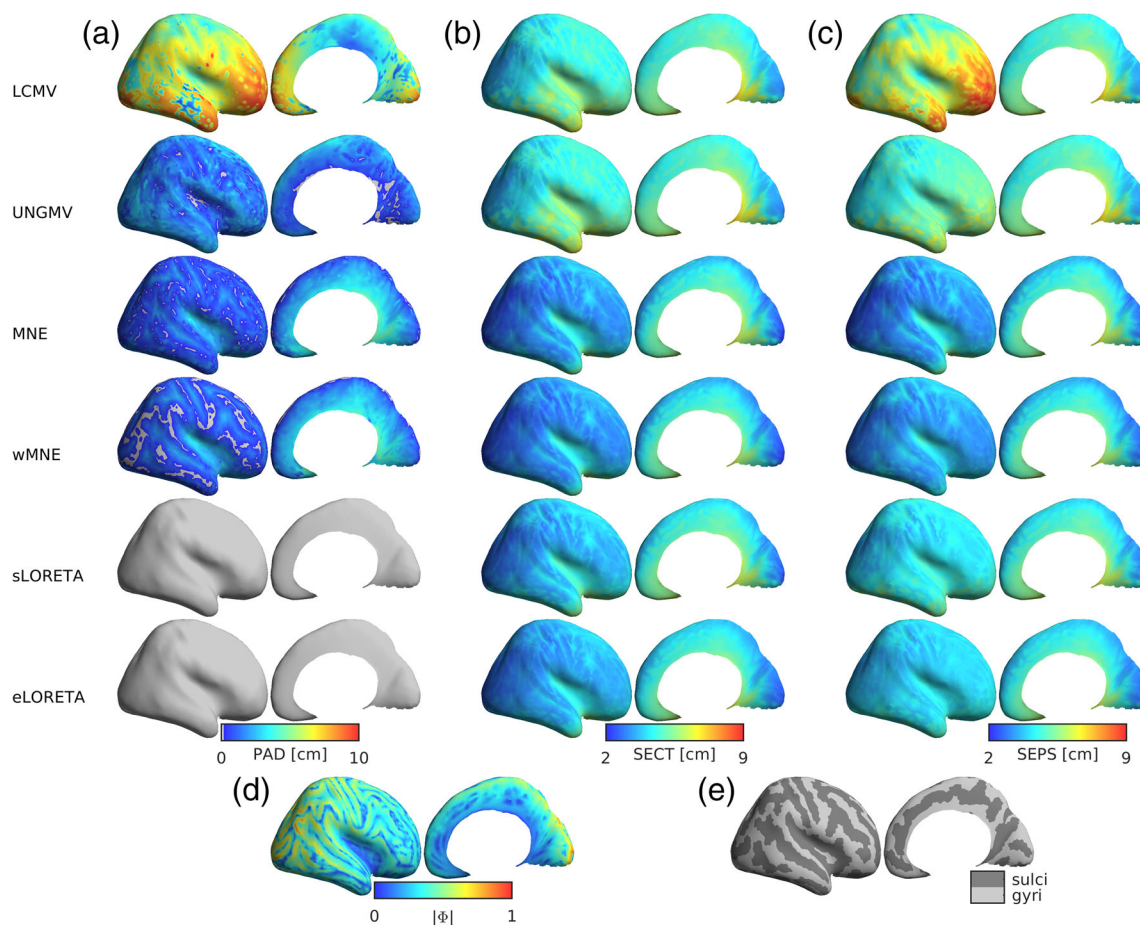 (a) (b) (c)
LCMV
UNGMV
MNE
wMNE
sLORETA
eLORETA
0 PAD [cm] 10
2 SECT [cm] 9
2 SEPS [cm] 9
(d) (e)
sulci
gyri
0 |Φ| 1